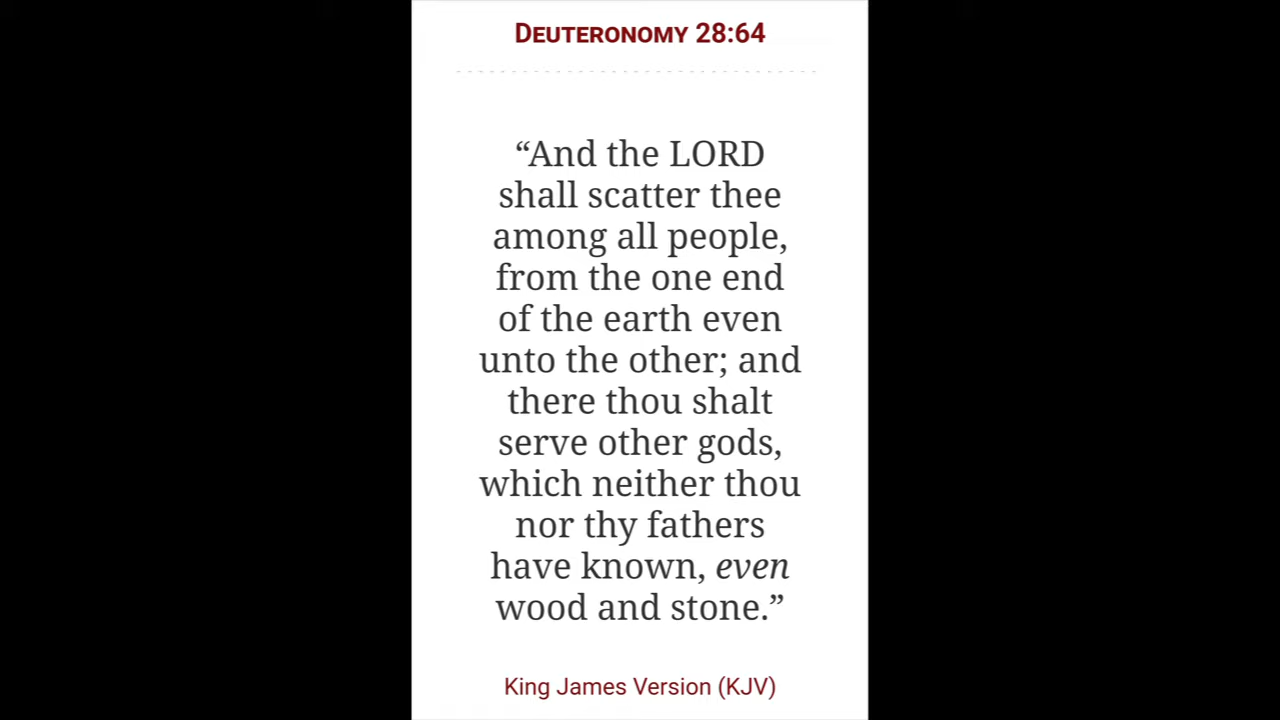 DEUTERONOMY 28:64
“And the LORD
shall scatter thee
among all people,
from the one end
of the earth even
unto the other; and
there thou shalt
serve other gods,
which neither thou
nor thy fathers
have known, even
wood and stone.”
King James Version (KJV)